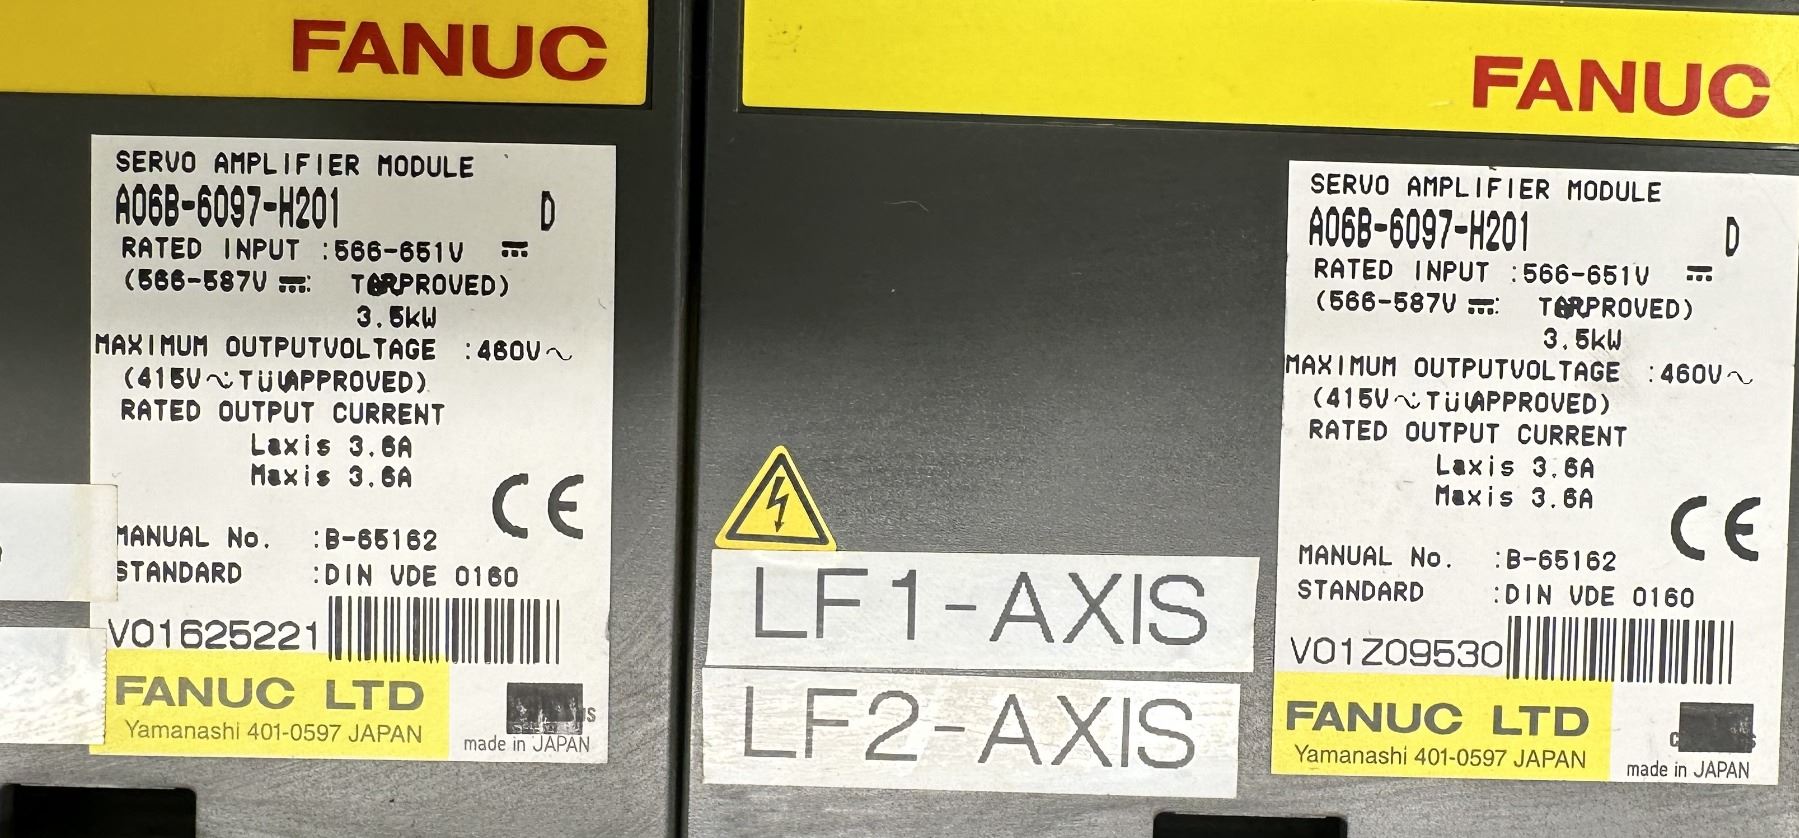 FANUC
SERVO AMPLIFIER MODULE
A06B-6097-H201 D
RATED INPUT :566-651V
(566-587V : APPROVED)
3.5kW
MAXIMUM OUTPUTVOLTAGE :460V~
(415V~: TÜV APPROVED)
RATED OUTPUT CURRENT
Laxis 3.6A
Maxis 3.6A
CE
MANUAL No. :B-65162
STANDARD :DIN VDE 0160
V01625221
FANUC LTD
Yamanashi 401-0597 JAPAN
made in JAPAN
LF1-AXIS
LF2-AXIS
FANUC
SERVO AMPLIFIER MODULE
A06B-6097-H201 D
RATED INPUT :566-651V
(566-587V : APPROVED)
3.5kW
MAXIMUM OUTPUTVOLTAGE :460V~
(415V~: TÜV APPROVED)
RATED OUTPUT CURRENT
Laxis 3.6A
Maxis 3.6A
CE
MANUAL No. :B-65162
STANDARD :DIN VDE 0160
V01Z09530
FANUC LTD
Yamanashi 401-0597 JAPAN
made in JAPAN